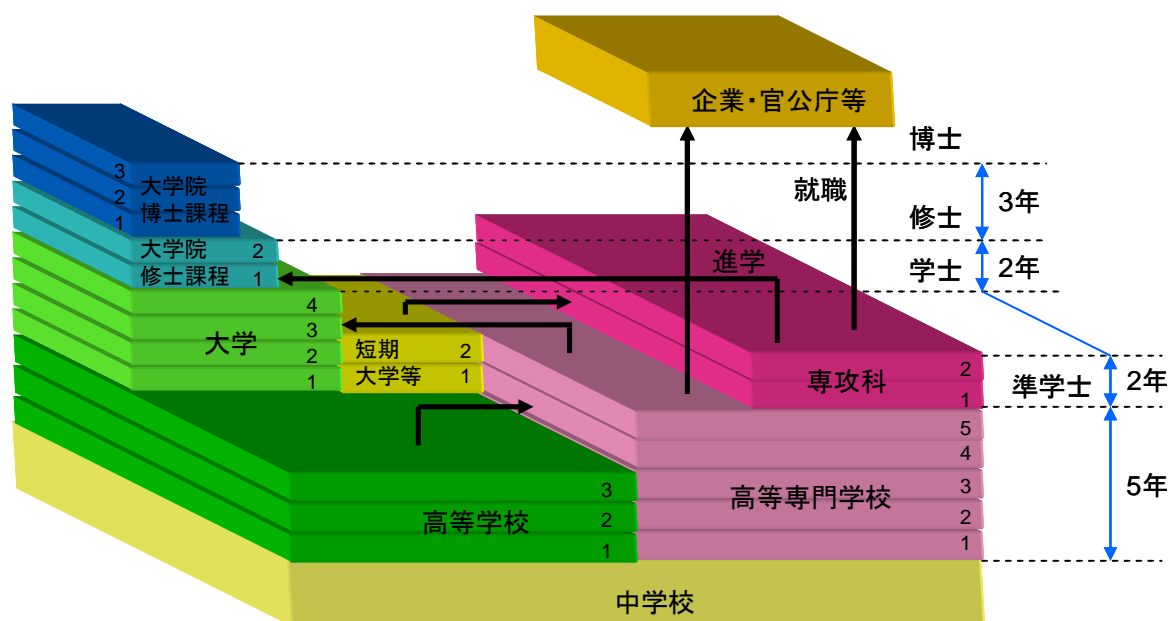 企業・官公庁等
博士
3
大学院
2
博士課程
1
就職
3年
修士
大学院
2
修士課程
1
進学
学士
2年
4
大学
3
2
1
短期
2
大学等
1
専攻科
2
1
準学士
2年
5
4
高等専門学校
3
2
1
5年
高等学校
3
2
1
中学校